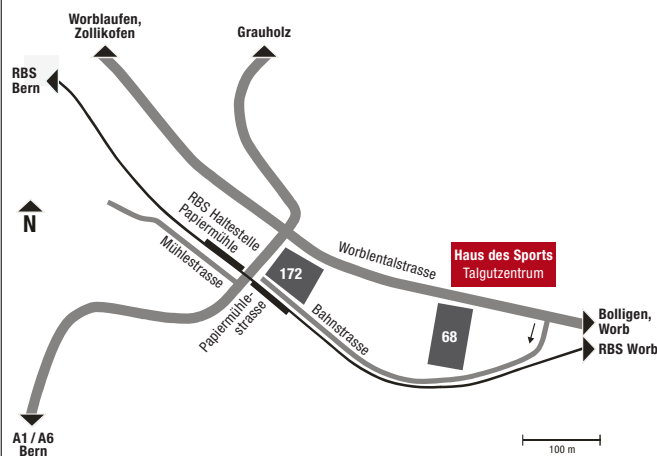 Worblaufen,
Zollikofen
Grauholz
RBS
Bern
N
RBS Haltestelle
Papiermühle
Mühlestrasse
Worblentalstrasse
Haus des Sports
Talgutzentrum
172
Papiermühle-
strasse
Bahnstrasse
68
Bolligen,
Worb
RBS Worb
A1 / A6
Bern
100 m